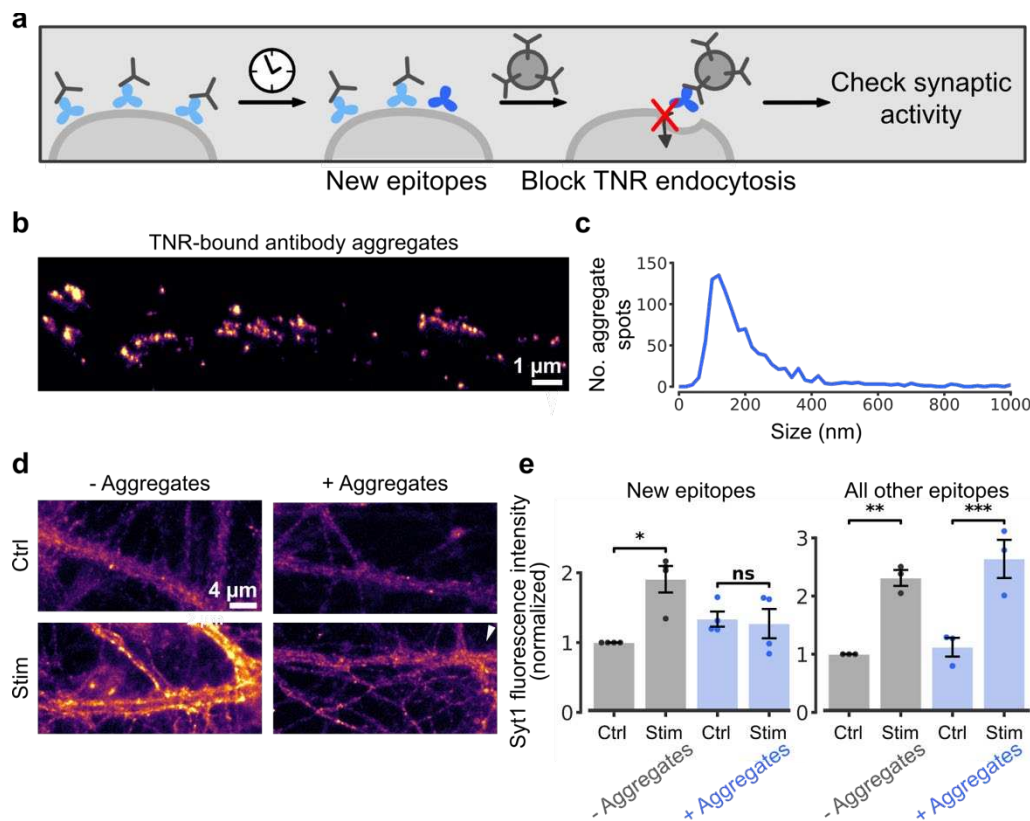 a
Check synaptic
activity
New epitopes
Block TNR endocytosis
b
TNR-bound antibody aggregates
1 µm
c
No. aggregate
spots
150
100
50
0
0
200
400
600
800
1000
Size (nm)
d
- Aggregates
+ Aggregates
Ctrl
4 µm
Stim
e
Syt1 fluorescence intensity
(normalized)
New epitopes
*
ns
2
1
0
Ctrl
Stim
Ctrl
Stim
- Aggregates
+ Aggregates
All other epitopes
**
***
3
2
1
0
Ctrl
Stim
Ctrl
Stim
- Aggregates
+ Aggregates